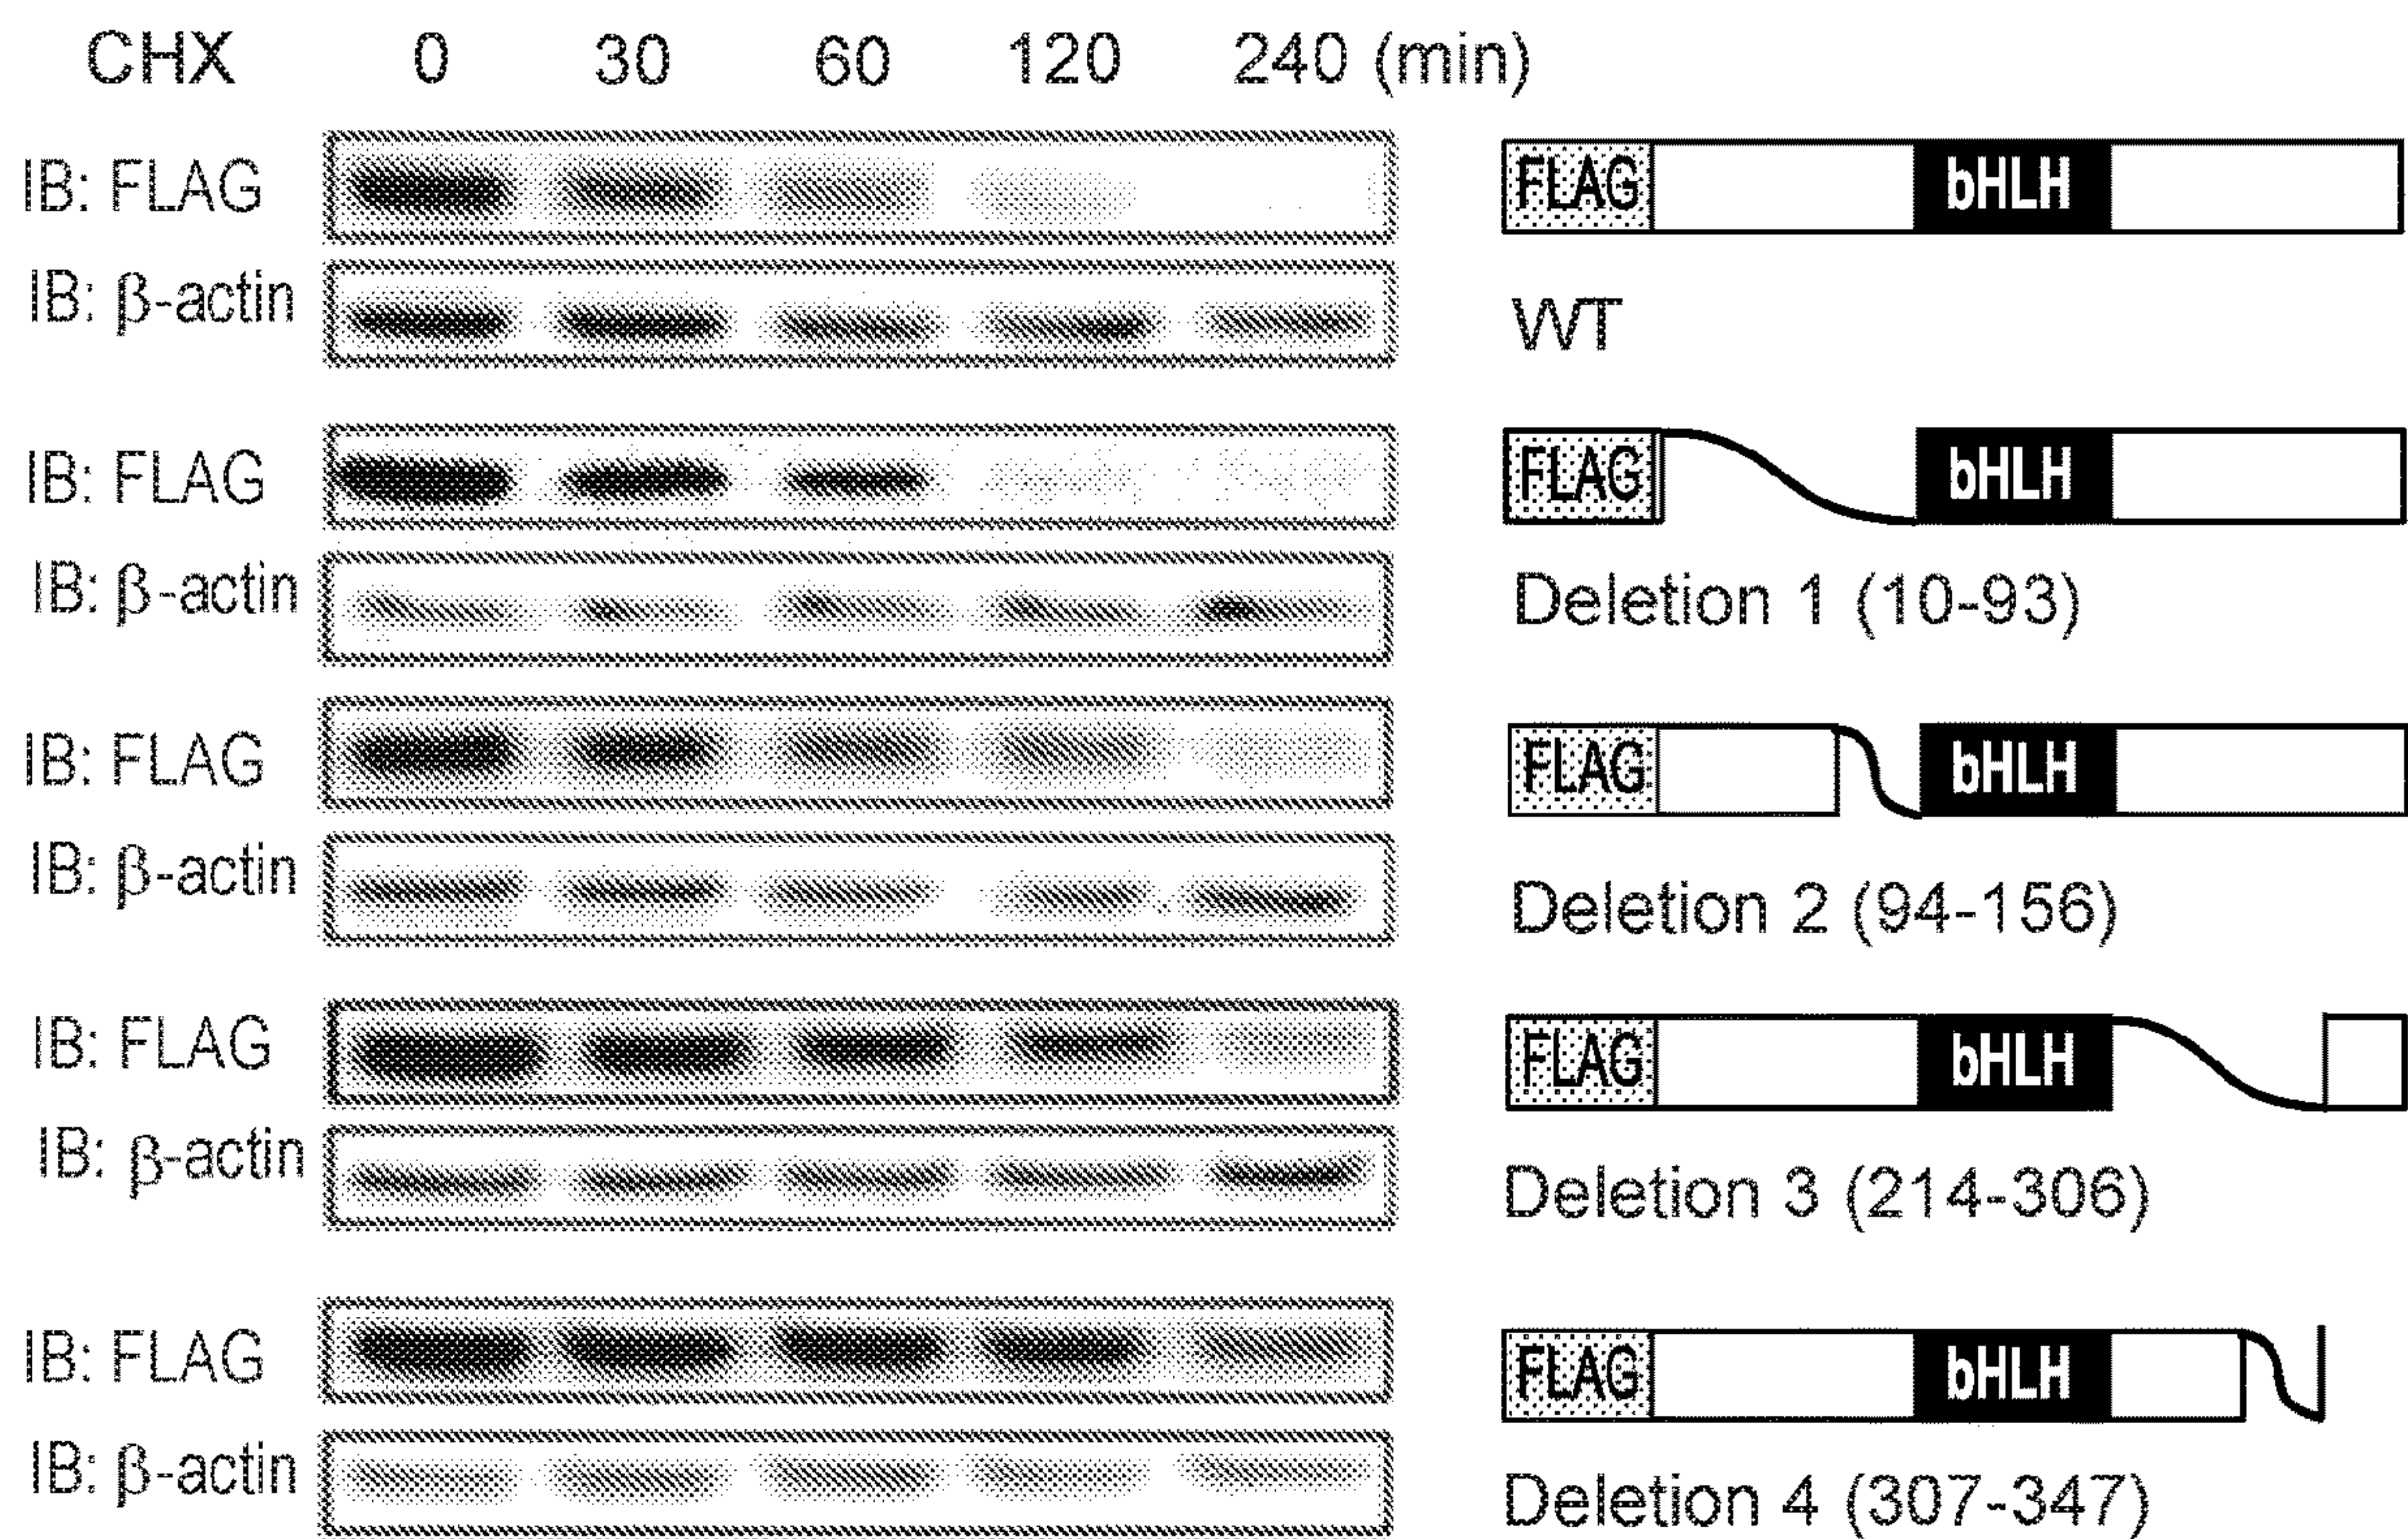 CHX 0 30 60 120 240 (min)
IB: FLAG
FLAG bHLH
IB: β-actin
WT
IB: FLAG
FLAG bHLH
IB: β-actin
Deletion 1 (10-93)
IB: FLAG
FLAG bHLH
IB: β-actin
Deletion 2 (94-156)
IB: FLAG
FLAG bHLH
IB: β-actin
Deletion 3 (214-306)
IB: FLAG
FLAG bHLH
IB: β-actin
Deletion 4 (307-347)